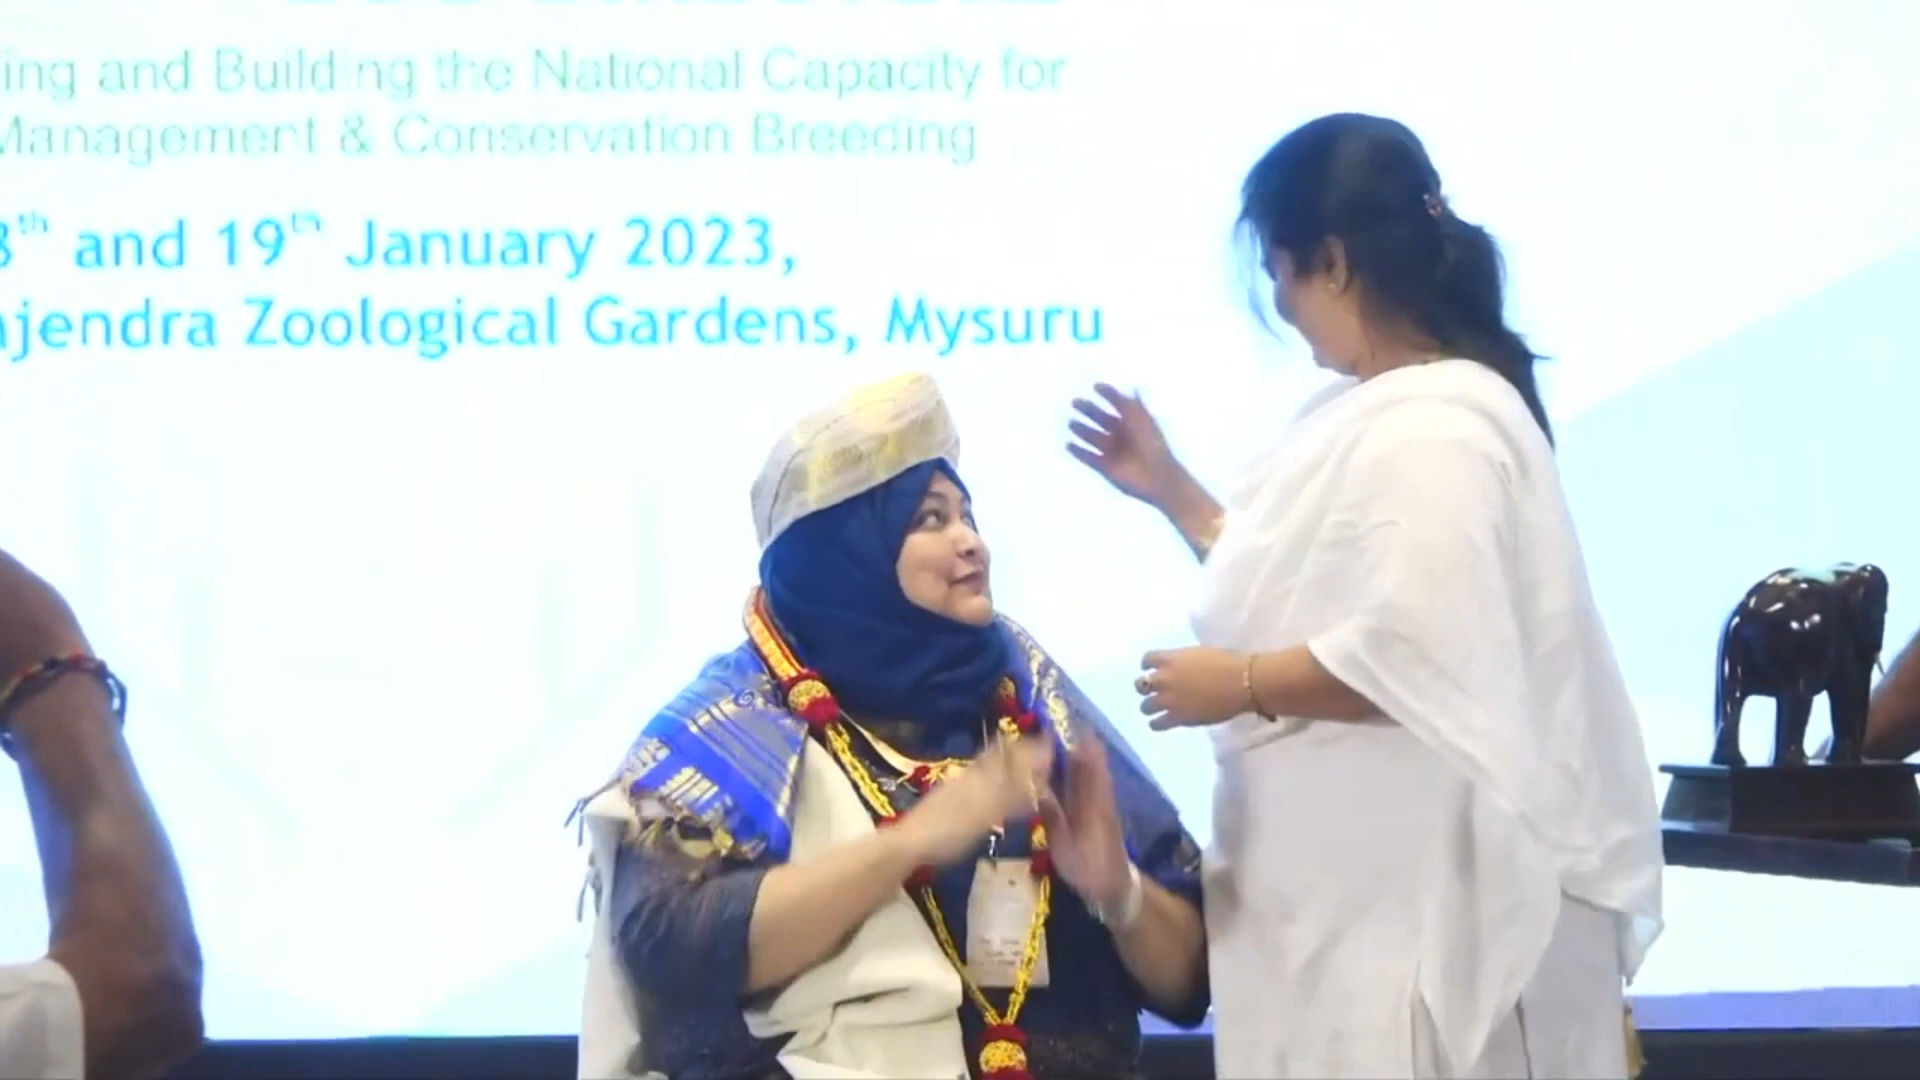 ing and Building the National Capacity for
Management & Conservation Breeding
8th and 19th January 2023,
ajendra Zoological Gardens, Mysuru